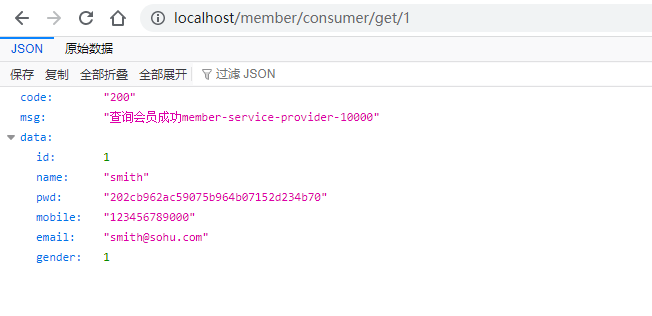 localhost/member/consumer/get/1
JSON 原始数据
保存 复制 全部折叠 全部展开 过滤 JSON
code: "200"
msg: "查询会员成功member-service-provider-10000"
data:
id: 1
name: "smith"
pwd: "202cb962ac59075b964b07152d234b70"
mobile: "123456789000"
email: "smith@sohu.com"
gender: 1